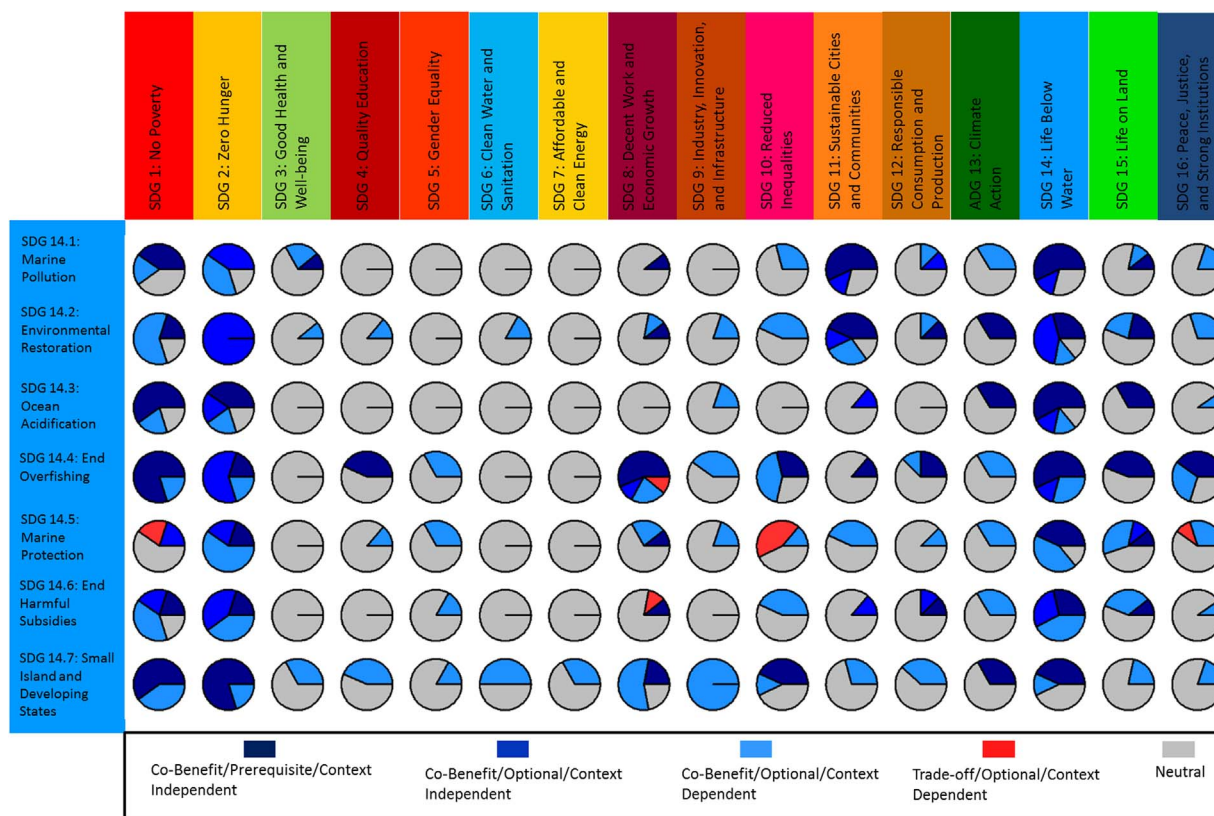 SDG 1: No Poverty
SDG 2: Zero Hunger
SDG 3: Good Health and
Well-being
SDG 4: Quality Education
SDG 5: Gender Equality
SDG 6: Clean Water and
Sanitation
SDG 7: Affordable and
Clean Energy
SDG 8: Decent Work and
Economic Growth
SDG 9: Industry, Innovation,
and Infrastructure
SDG 10: Reduced
Inequalities
SDG 11: Sustainable Cities
and Communities
SDG 12: Responsible
Consumption and
Production
ADG 13: Climate
Action
SDG 14: Life Below
Water
SDG 15: Life on Land
SDG 16: Peace, Justice,
and Strong Institutions
SDG 14.1:
Marine
Pollution
SDG 14.2:
Environmental
Restoration
SDG 14.3:
Ocean
Acidification
SDG 14.4: End
Overfishing
SDG 14.5:
Marine
Protection
SDG 14.6: End
Harmful
Subsidies
SDG 14.7: Small
Island and
Developing
States
Co-Benefit/Prerequisite/Context
Independent
Co-Benefit/Optional/Context
Independent
Co-Benefit/Optional/Context
Dependent
Trade-off/Optional/Context
Dependent
Neutral